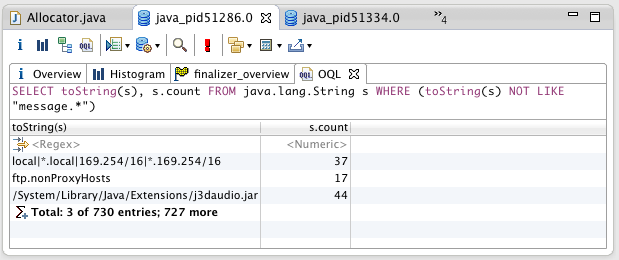 Allocator.java java_pid51286.0 java_pid51334.0 »4
i OQL
i Overview Histogram finalizer_overview OQL
SELECT toString(s), s.count FROM java.lang.String s WHERE (toString(s) NOT LIKE
"message.*")
toString(s) s.count
<Regex> <Numeric>
local|*.local|169.254/16|*.169.254/16 37
ftp.nonProxyHosts 17
/System/Library/Java/Extensions/j3daudio.jar 44
Total: 3 of 730 entries; 727 more